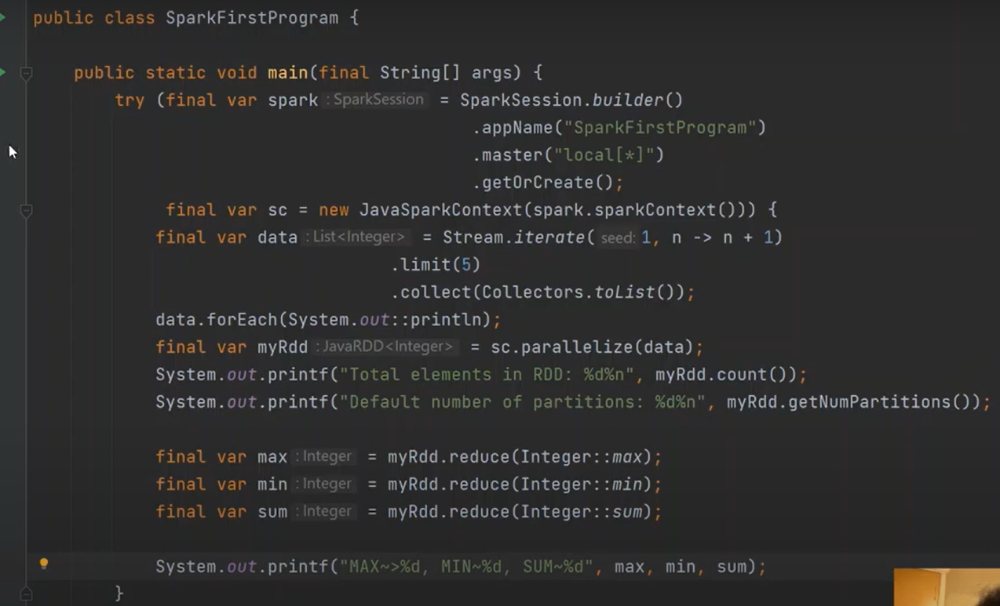 public class SparkFirstProgram {
public static void main(final String[] args) {
try (final var spark : SparkSession = SparkSession.builder()
.appName("SparkFirstProgram")
.master("local[*]")
.getOrCreate();
final var sc = new JavaSparkContext(spark.sparkContext())) {
final var data : List<Integer> = Stream.iterate( seed: 1, n -> n + 1)
.limit(5)
.collect(Collectors.toList());
data.forEach(System.out::println);
final var myRdd : JavaRDD<Integer> = sc.parallelize(data);
System.out.printf("Total elements in RDD: %d%n", myRdd.count());
System.out.printf("Default number of partitions: %d%n", myRdd.getNumPartitions());
final var max : Integer = myRdd.reduce(Integer::max);
final var min : Integer = myRdd.reduce(Integer::min);
final var sum : Integer = myRdd.reduce(Integer::sum);
System.out.printf("MAX~>%d, MIN~%d, SUM~%d", max, min, sum);
}